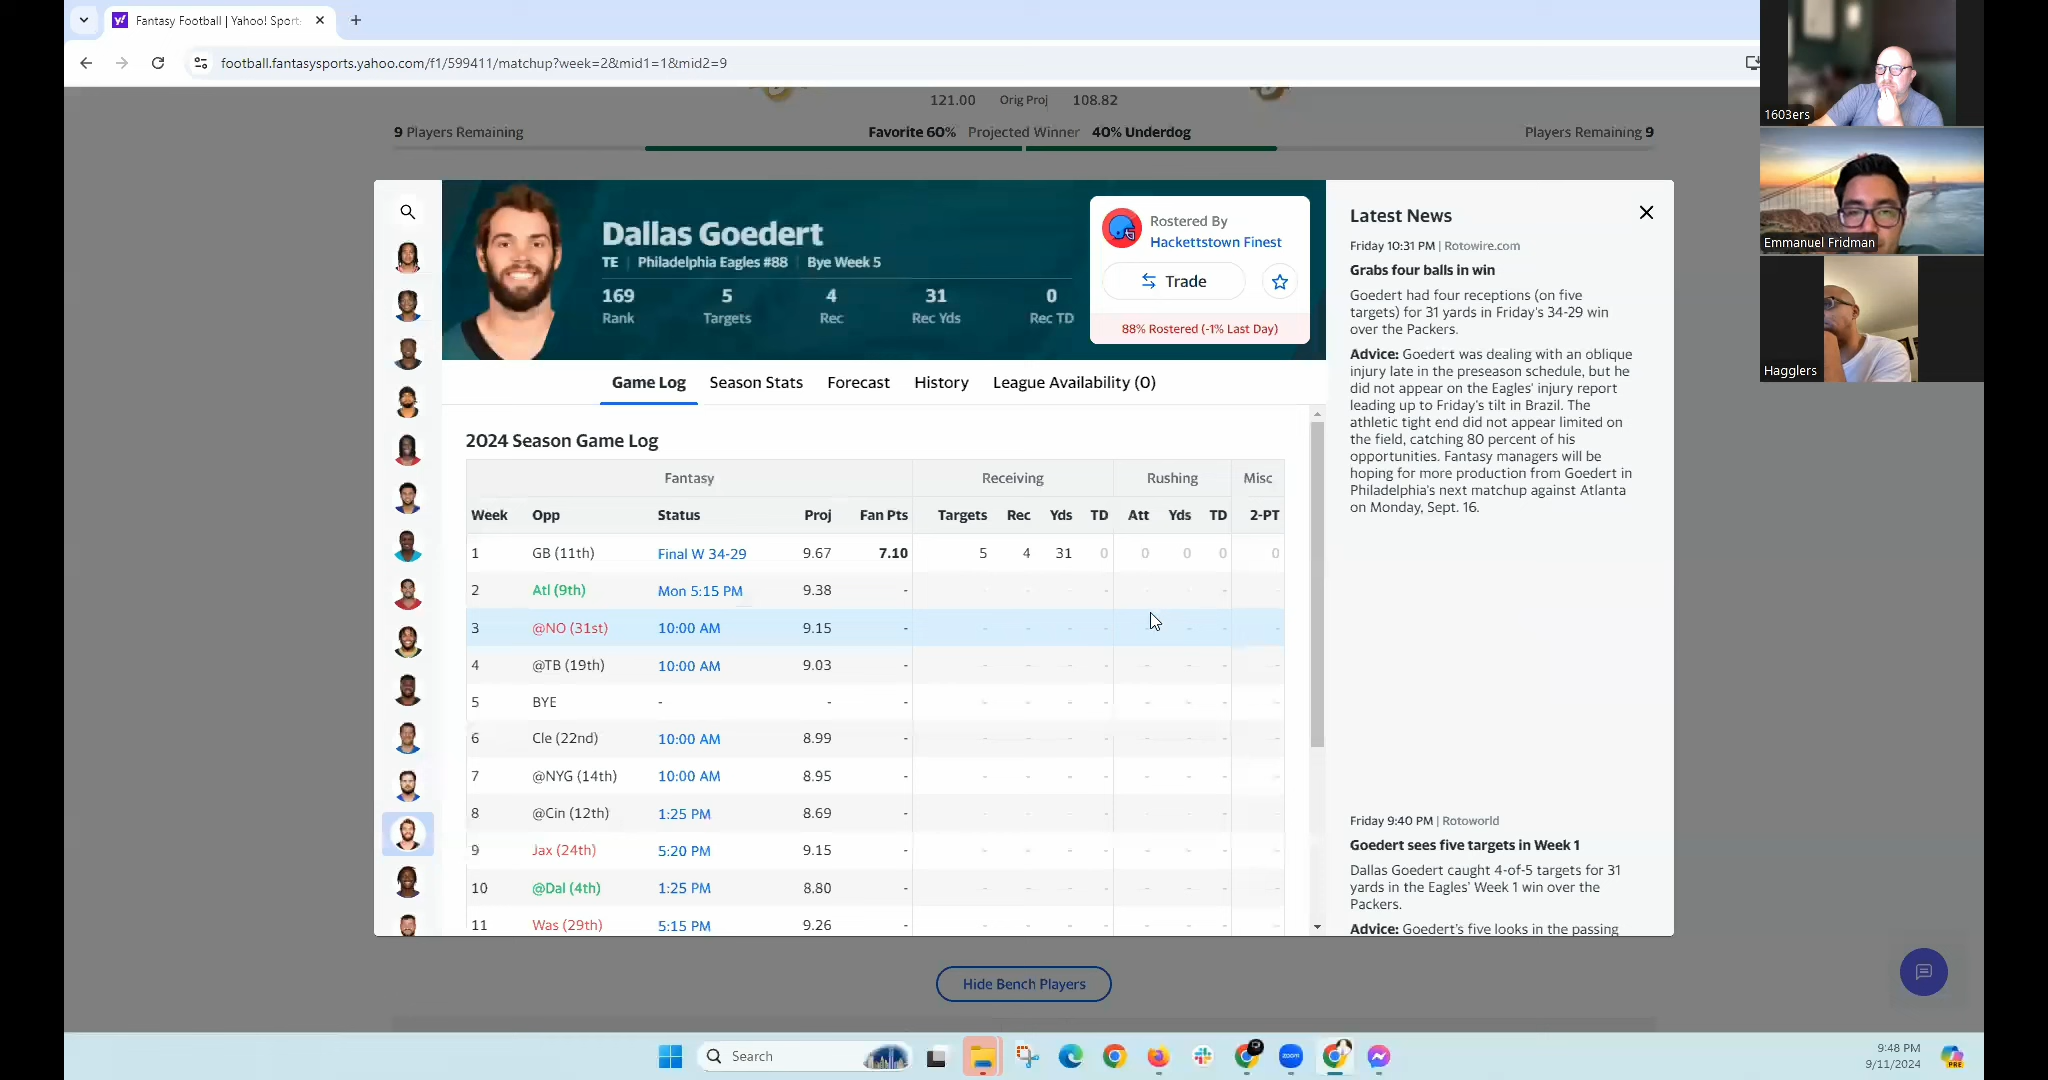 Fantasy Football | Yahoo! Sport
football.fantasysports.yahoo.com/f1/599411/matchup?week=2&mid1=1&mid2=9
121.00 Orig Proj 108.82
9 Players Remaining Favorite 60% Projected Winner 40% Underdog Players Remaining 9
Dallas Goedert
TE Philadelphia Eagles #88 Bye Week 5
169 5 4 31 0
Rank Targets Rec Rec Yds Rec TD
Rostered By
Hackettstown Finest
Trade
88% Rostered (-1% Last Day)
Game Log Season Stats Forecast History League Availability (0)
2024 Season Game Log
Fantasy Receiving Rushing Misc
Week Opp Status Proj Fan Pts Targets Rec Yds TD Att Yds TD 2-PT
1 GB (11th) Final W 34-29 9.67 7.10 5 4 31 0 0 0 0 0
2 Atl (9th) Mon 5:15 PM 9.38 - - - - - - - - -
3 @NO (31st) 10:00 AM 9.15 - - - - - - - - -
4 @TB (19th) 10:00 AM 9.03 - - - - - - - - -
5 BYE - - - - - - - - - - -
6 Cle (22nd) 10:00 AM 8.99 - - - - - - - - -
7 @NYG (14th) 10:00 AM 8.95 - - - - - - - - -
8 @Cin (12th) 1:25 PM 8.69 - - - - - - - - -
9 Jax (24th) 5:20 PM 9.15 - - - - - - - - -
10 @Dal (4th) 1:25 PM 8.80 - - - - - - - - -
11 Was (29th) 5:15 PM 9.26 - - - - - - - - -
Latest News
Friday 10:31 PM | Rotowire.com
Grabs four balls in win
Goedert had four receptions (on five
targets) for 31 yards in Friday's 34-29 win
over the Packers.
Advice: Goedert was dealing with an oblique
injury late in the preseason schedule, but he
did not appear on the Eagles' injury report
leading up to Friday's tilt in Brazil. The
athletic tight end did not appear limited on
the field, catching 80 percent of his
opportunities. Fantasy managers will be
hoping for more production from Goedert in
Philadelphia's next matchup against Atlanta
on Monday, Sept. 16.
Friday 9:40 PM | Rotoworld
Goedert sees five targets in Week 1
Dallas Goedert caught 4-of-5 targets for 31
yards in the Eagles' Week 1 win over the
Packers.
Advice: Goedert's five looks in the passing
Hide Bench Players
1603ers
Emmanuel Fridman
Hagglers
Search
zoom
9:48 PM
9/11/2024
PRE